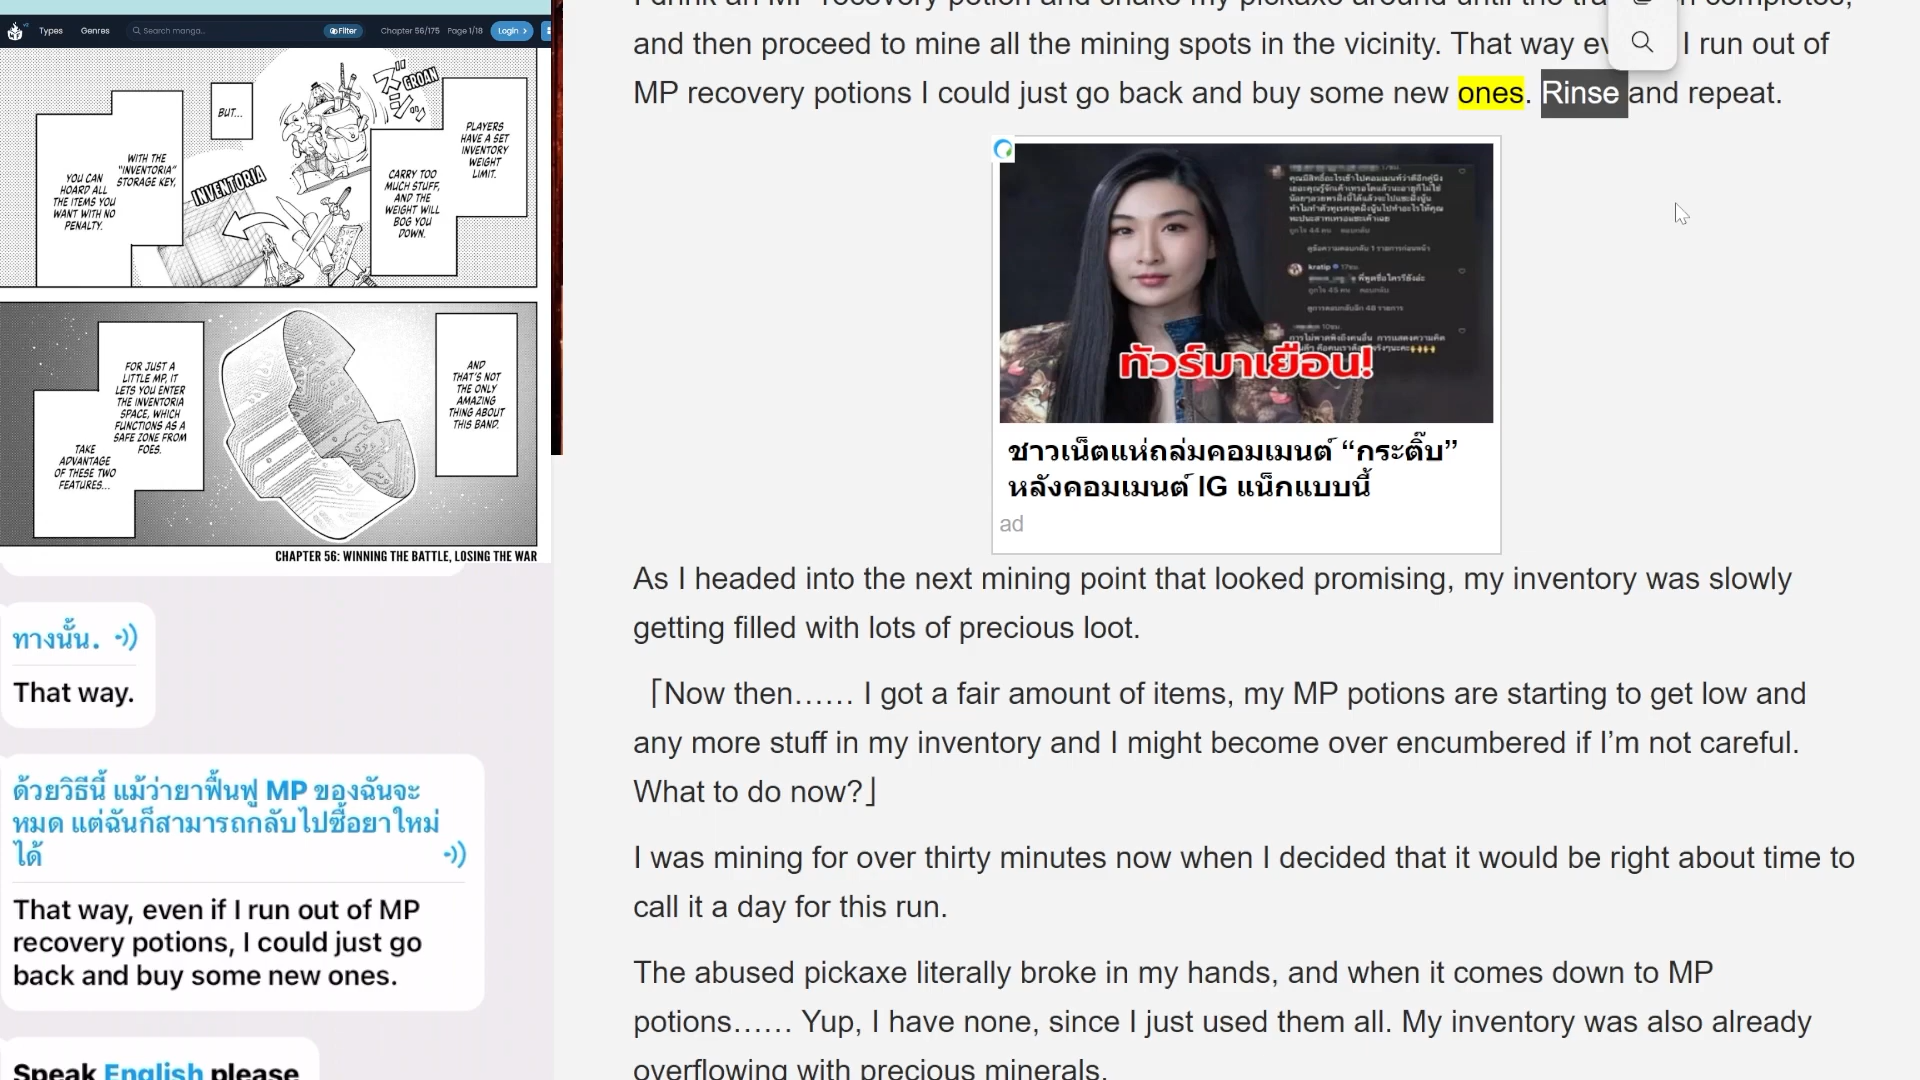 Types Genres Search manga... Filter Chapter 56/175 Page 1/18 Login >
PLAYERS
HAVE A SET
INVENTORY
WEIGHT
LIMIT.
CARRY TOO
MUCH STUFF,
AND THE
WEIGHT WILL
BOG YOU
DOWN.
ズシッ
GROAN
BUT...
INVENTORIA
WITH THE
"INVENTORIA"
STORAGE KEY,
YOU CAN
HOARD ALL
THE ITEMS YOU
WANT WITH NO
PENALTY.
AND
THAT'S NOT
THE ONLY
AMAZING
THING ABOUT
THIS BAND.
FOR JUST A
LITTLE MP, IT
LETS YOU ENTER
THE INVENTORIA
SPACE, WHICH
FUNCTIONS AS A
SAFE ZONE FROM
FOES.
TAKE
ADVANTAGE
OF THESE TWO
FEATURES...
CHAPTER 56: WINNING THE BATTLE, LOSING THE WAR
ทางนั้น.
That way.
ด้วยวิธีนี้ แม้ว่ายาฟื้นฟู MP ของฉันจะ
หมด แต่ฉันก็สามารถกลับไปซื้อยาใหม่
ได้
That way, even if I run out of MP
recovery potions, I could just go
back and buy some new ones.
Speak English please
and then proceed to mine all the mining spots in the vicinity. That way ev I run out of
MP recovery potions I could just go back and buy some new ones. Rinse and repeat.
kratip
ทัวร์มาเยือน!
ชาวเน็ตแห่ถล่มคอมเมนต์ “กระติ๊บ”
หลังคอมเมนต์ IG แน็กแบบนี้
ad
As I headed into the next mining point that looked promising, my inventory was slowly
getting filled with lots of precious loot.
「Now then…… I got a fair amount of items, my MP potions are starting to get low and
any more stuff in my inventory and I might become over encumbered if I’m not careful.
What to do now?」
I was mining for over thirty minutes now when I decided that it would be right about time to
call it a day for this run.
The abused pickaxe literally broke in my hands, and when it comes down to MP
potions…… Yup, I have none, since I just used them all. My inventory was also already
overflowing with precious minerals.